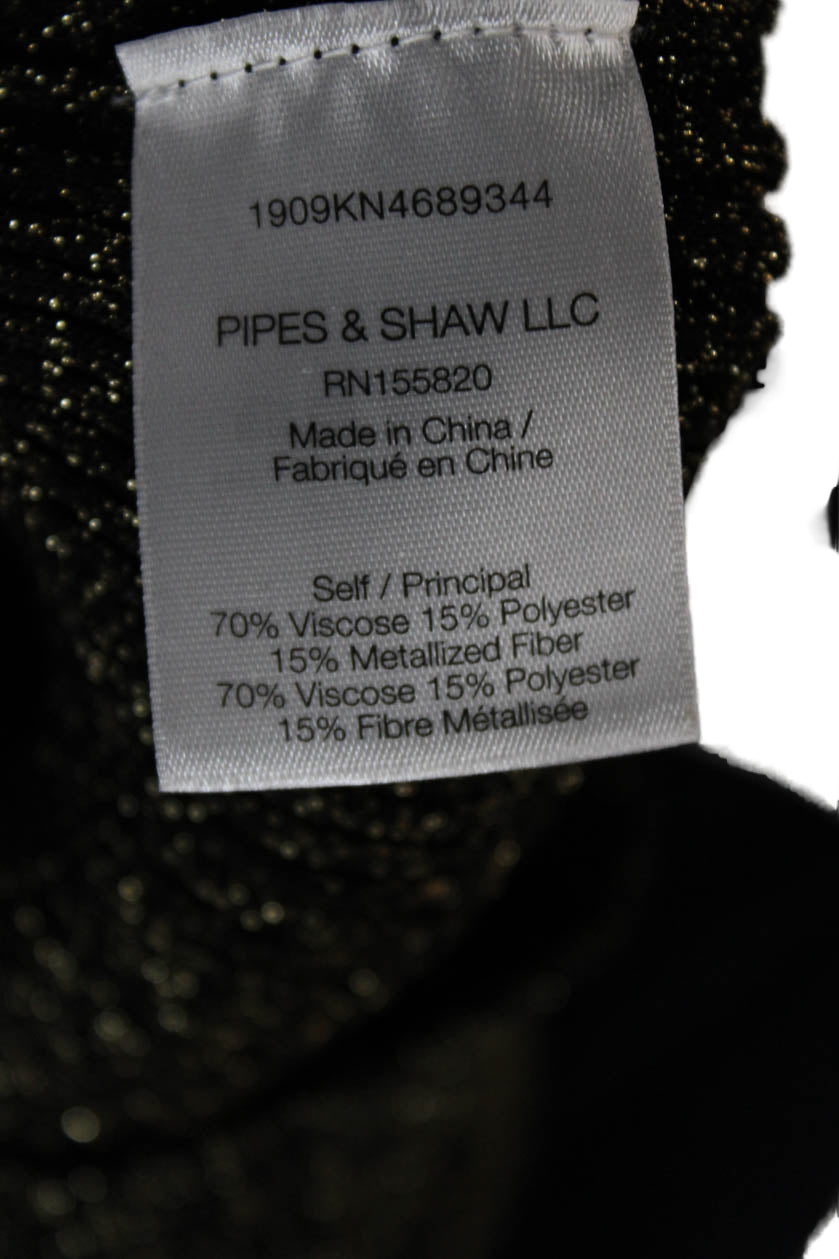 1909KN4689344
PIPES & SHAW LLC
RN155820
Made in China /
Fabriqué en Chine
Self / Principal
70% Viscose 15% Polyester
15% Metallized Fiber
70% Viscose 15% Polyester
15% Fibre Métallisée